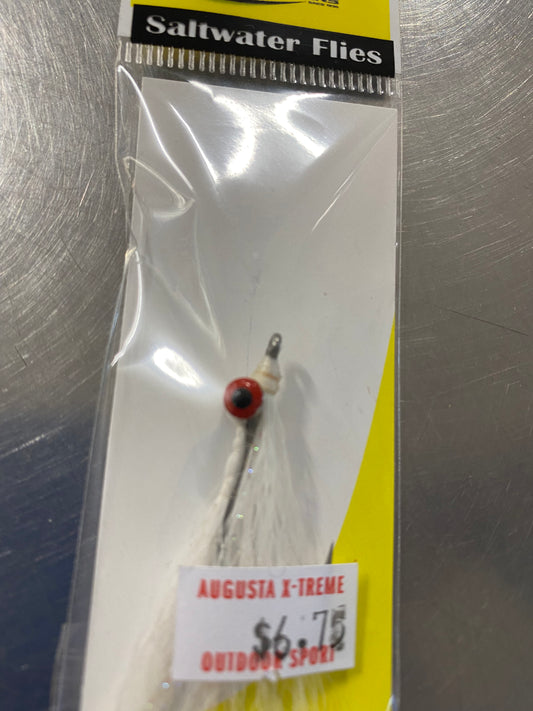 Saltwater Flies
AUGUSTA X-TREME
$6.75
OUTDOOR SPORT